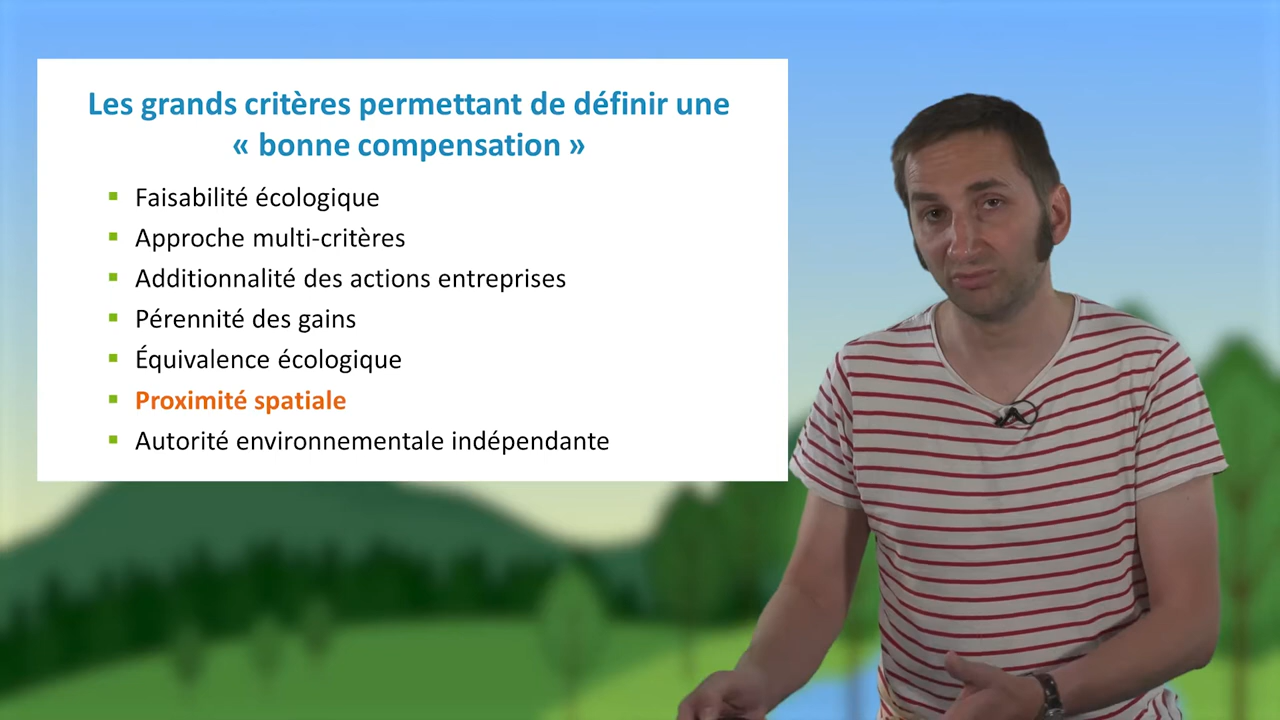 Les grands critères permettant de définir une
« bonne compensation »
Faisabilité écologique
Approche multi-critères
Additionnalité des actions entreprises
Pérennité des gains
Équivalence écologique
Proximité spatiale
Autorité environnementale indépendante